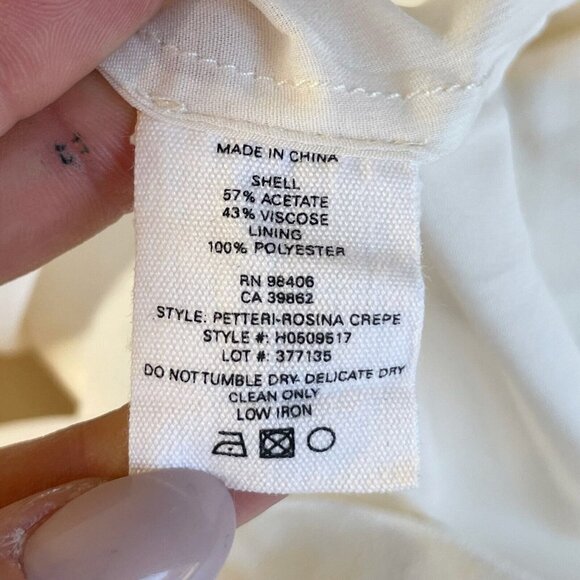 MADE IN CHINA
SHELL
57% ACETATE
43% VISCOSE
LINING
100% POLYESTER
RN 98406
CA 39862
STYLE: PETTERI-ROSINA CREPE
STYLE #: H0509517
LOT #: 377135
DO NOT TUMBLE DRY- DELICATE DRY
CLEAN ONLY
LOW IRON